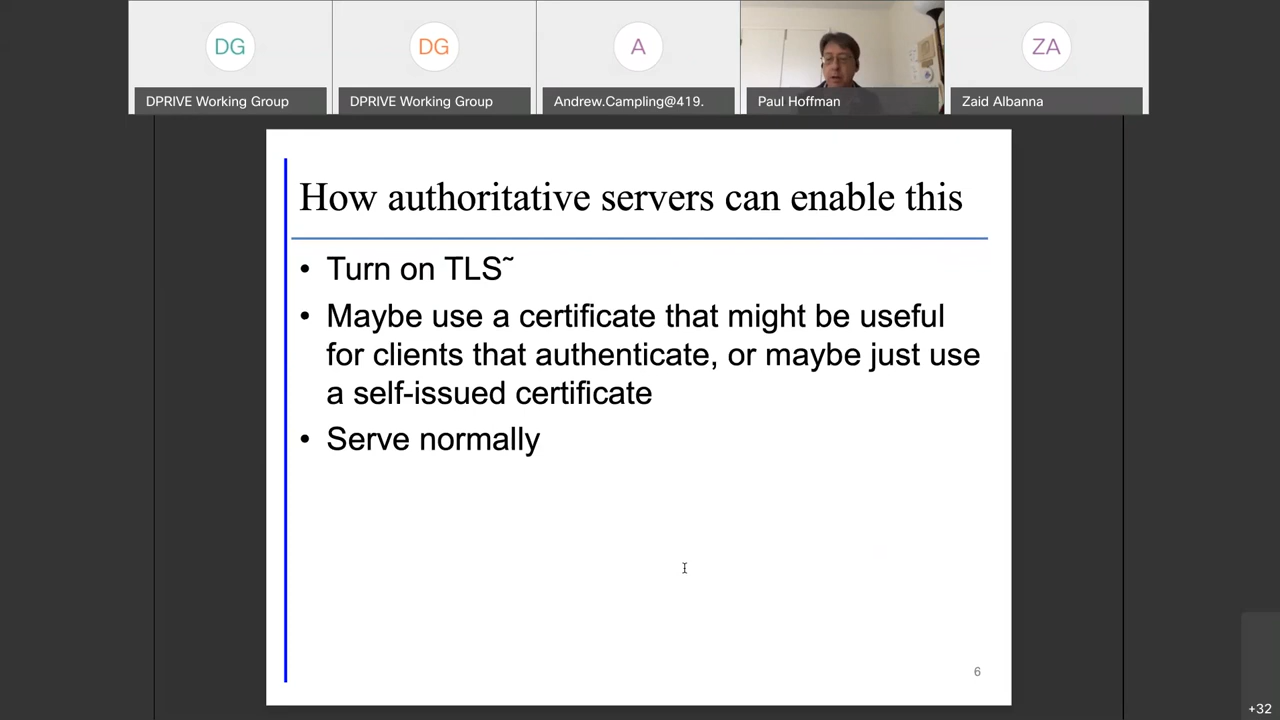 DG
DG
A
ZA
DPRIVE Working Group
DPRIVE Working Group
Andrew.Campling@419.
Paul Hoffman
Zaid Albanna
How authoritative servers can enable this
• Turn on TLS˜
• Maybe use a certificate that might be useful
for clients that authenticate, or maybe just use
a self-issued certificate
• Serve normally
6
+32